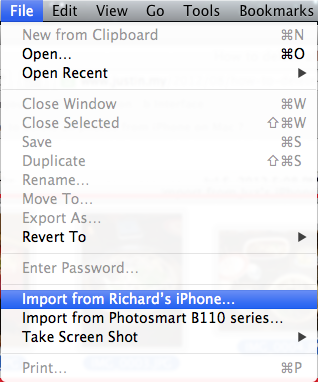 File Edit View Go Tools Bookmarks
New from Clipboard ⌘N
Open... ⌘O
Open Recent ▶
Close Window ⌘W
Close Selected ⇧⌘W
Save ⌘S
Duplicate ⇧⌘S
Rename...
Move To...
Export As...
Revert To ▶
Enter Password...
Import from Richard's iPhone...
Import from Photosmart B110 series...
Take Screen Shot ▶
Print... ⌘P